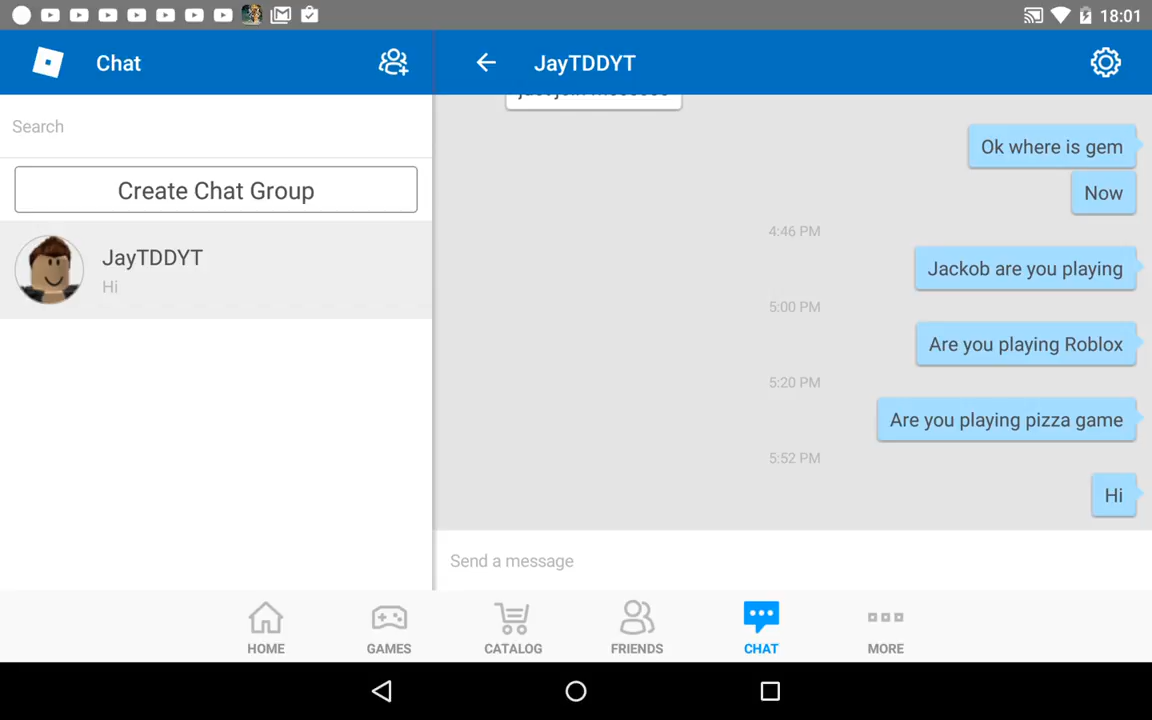 18:01
Chat
JayTDDYT
Search
Create Chat Group
JayTDDYT
Hi
Ok where is gem
Now
4:46 PM
Jackob are you playing
5:00 PM
Are you playing Roblox
5:20 PM
Are you playing pizza game
5:52 PM
Hi
Send a message
HOME
GAMES
CATALOG
FRIENDS
CHAT
MORE